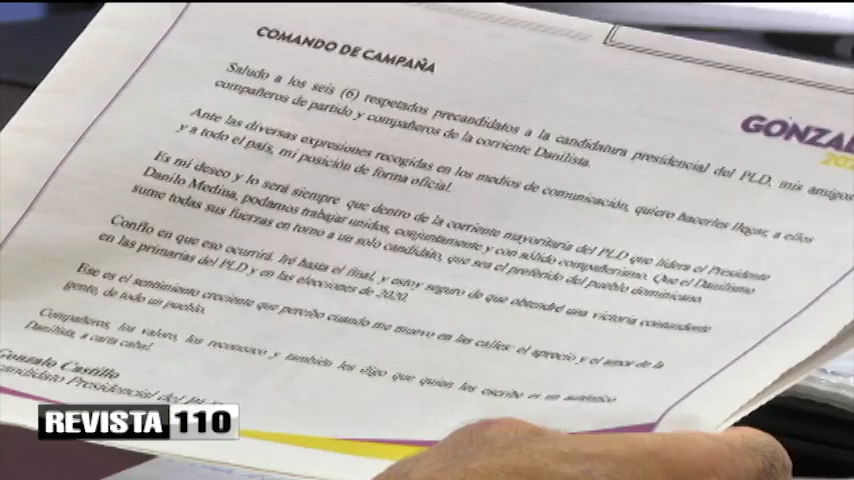 COMANDO DE CAMPAÑA
GONZAL
202
Saludo a los seis (6) respetados precandidatos a la candidatura presidencial del PLD, mis amigos
compañeros de partido y compañeros de la corriente Danilista.
Ante las diversas expresiones recogidas en los medios de comunicación, quiero hacerles llegar, a ellos
y a todo el país, mi posición de forma oficial.
Es mi deseo y lo será siempre que dentro de la corriente mayoritaria del PLD que lidera el Presidente
Danilo Medina, podamos trabajar unidos, conjuntamente y con sólido compañerismo. Que el Danilismo
sume todas sus fuerzas en torno a un solo candidato, que sea el preferido del pueblo dominicano.
Confío en que eso ocurrirá. Iré hasta el final, y estoy seguro de que obtendré una victoria contundente
en las primarias del PLD y en las elecciones de 2020.
Ese es el sentimiento creciente que percibo cuando me muevo en las calles: el aprecio y el amor de la
gente, de todo un pueblo.
Compañeros, los valoro, los reconozco y también les digo que quien les escribe es un auténtico
Danilista, a carta cabal.
Gonzalo Castillo
candidato Presidencial del PL
REVISTA 110